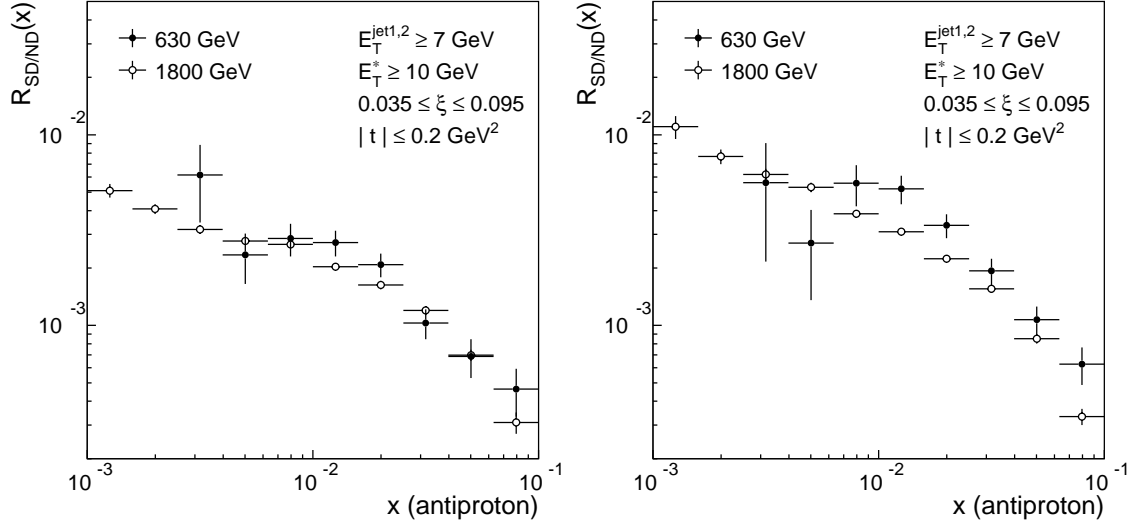 R_SD/ND(x)
630 GeV
1800 GeV
E_T^jet1,2 ≥ 7 GeV
E_T^* ≥ 10 GeV
0.035 ≤ ξ ≤ 0.095
| t | ≤ 0.2 GeV^2
10^-2
10^-3
10^-3
10^-2
10^-1
x (antiproton)
R_SD/ND(x)
630 GeV
1800 GeV
E_T^jet1,2 ≥ 7 GeV
E_T^* ≥ 10 GeV
0.035 ≤ ξ ≤ 0.095
| t | ≤ 0.2 GeV^2
10^-2
10^-3
10^-3
10^-2
10^-1
x (antiproton)